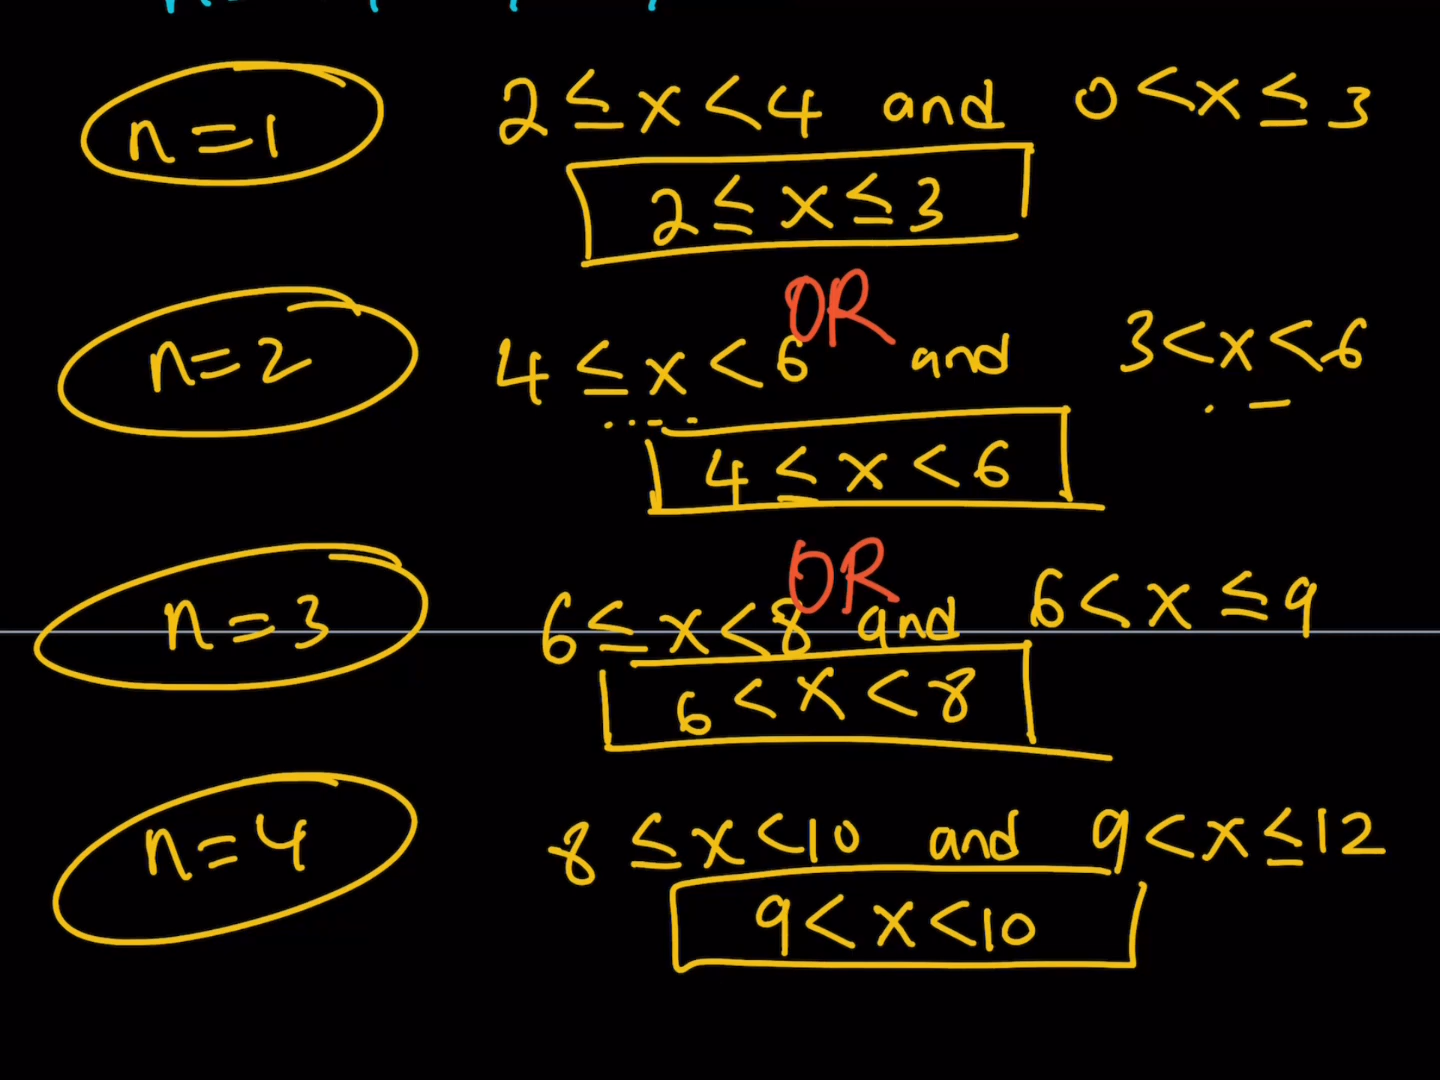 n=1 2≤x<4 and 0<x≤3
2≤x≤3
OR
n=2 4≤x<6 and 3<x<6
4≤x<6
OR
n=3 6≤x<8 and 6<x≤9
6<x<8
n=4 8≤x<10 and 9<x≤12
9<x<10